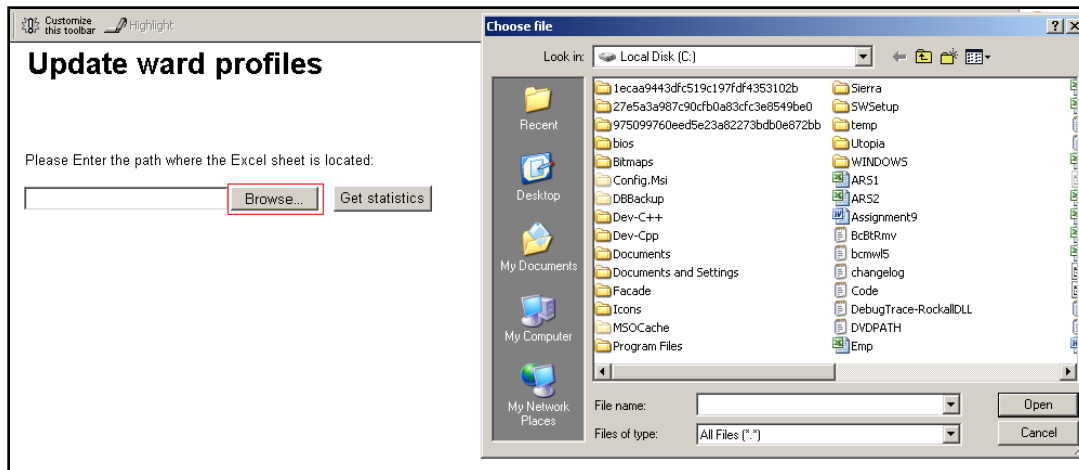 Customize
this toolbar
Highlight
Update ward profiles
Please Enter the path where the Excel sheet is located:
Browse...
Get statistics
Choose file
Look in:
Local Disk (C:)
Recent
Desktop
My Documents
My Computer
My Network
Places
1ecaa9443dfc519c197fdf4353102b
27e5a3a987c90cfb0a83cfc3e8549be0
975099760eed5e23a82273bdb0e872bb
bios
Bitmaps
Config.Msi
DBBackup
Dev-C++
Dev-Cpp
Documents
Documents and Settings
Facade
Icons
MSOCache
Program Files
Sierra
SWSetup
temp
Utopia
WINDOWS
ARS1
ARS2
Assignment9
BcBtRmv
bcmwl5
changelog
Code
DebugTrace-RockallDLL
DVDPATH
Emp
File name:
Open
Files of type:
All Files (*.*)
Cancel